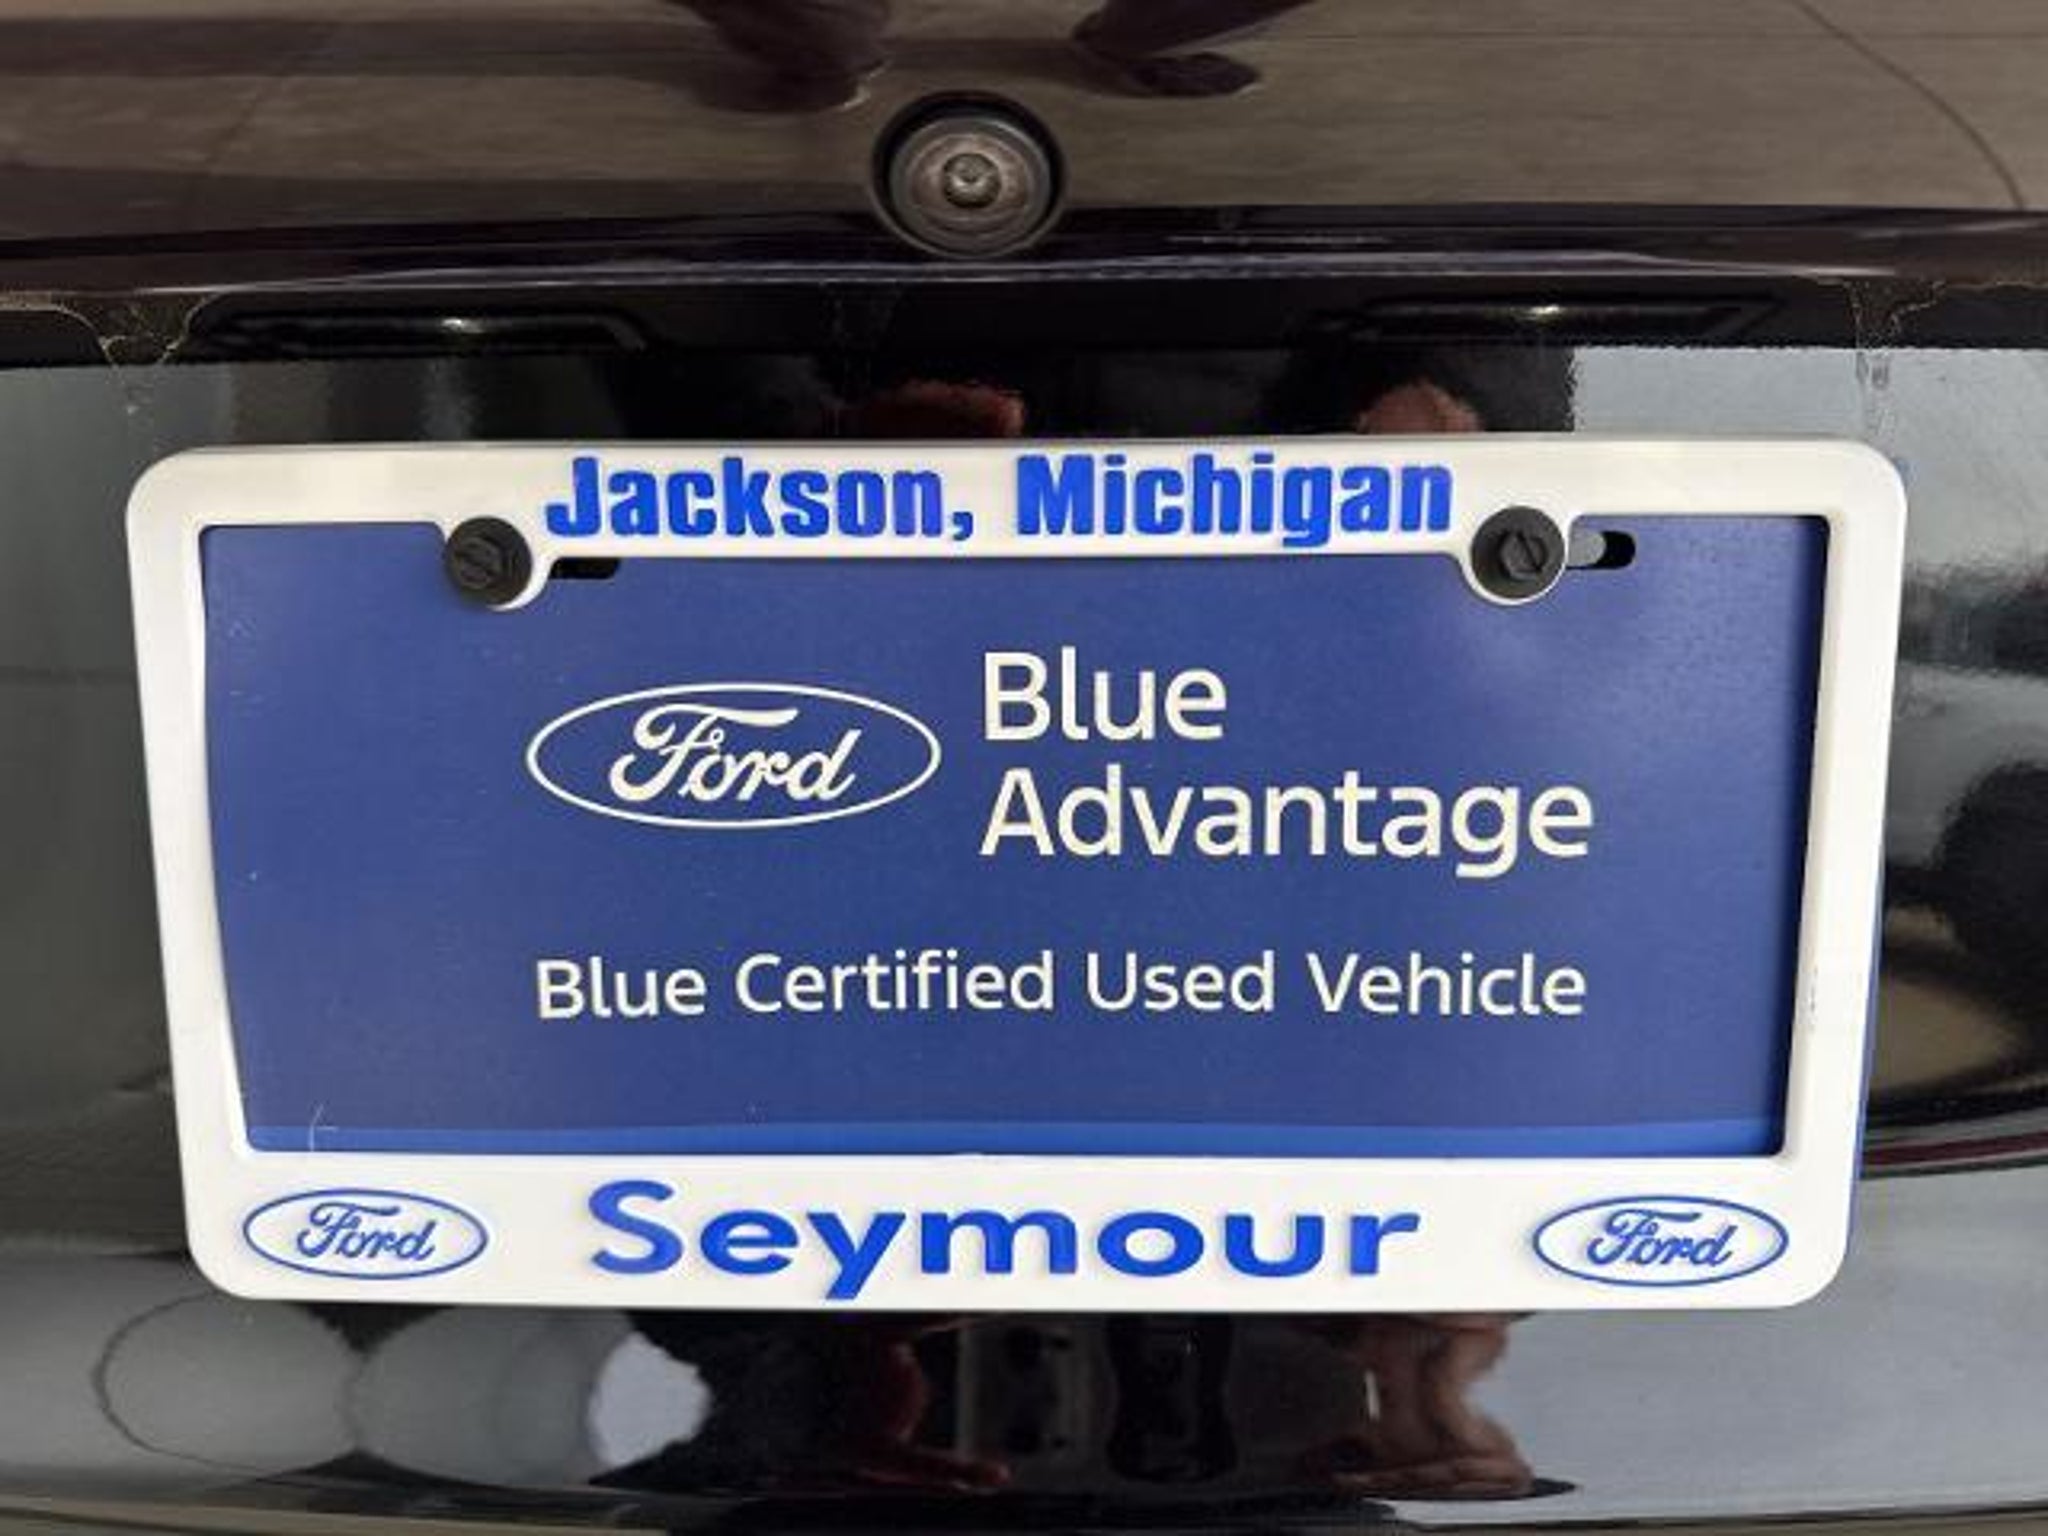 Jackson, Michigan
Ford
Blue
Advantage
Blue Certified Used Vehicle
Ford Seymour Ford